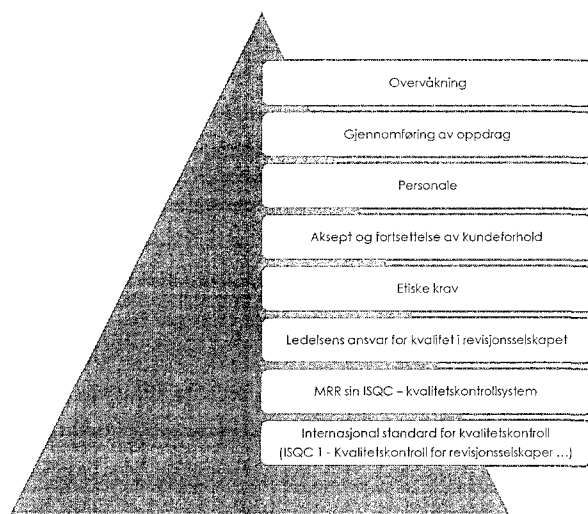 Overvåkning
Gjennomføring av oppdrag
Personale
Aksept og fortsettelse av kundeforhold
Etiske krav
Ledelsens ansvar for kvalitet i revisjonsselskapet
MRR sin ISQC – kvalitetskontrollsystem
Internasjonal standard for kvalitetskontroll
(ISQC 1 - Kvalitetskontroll for revisjonsselskaper ...)